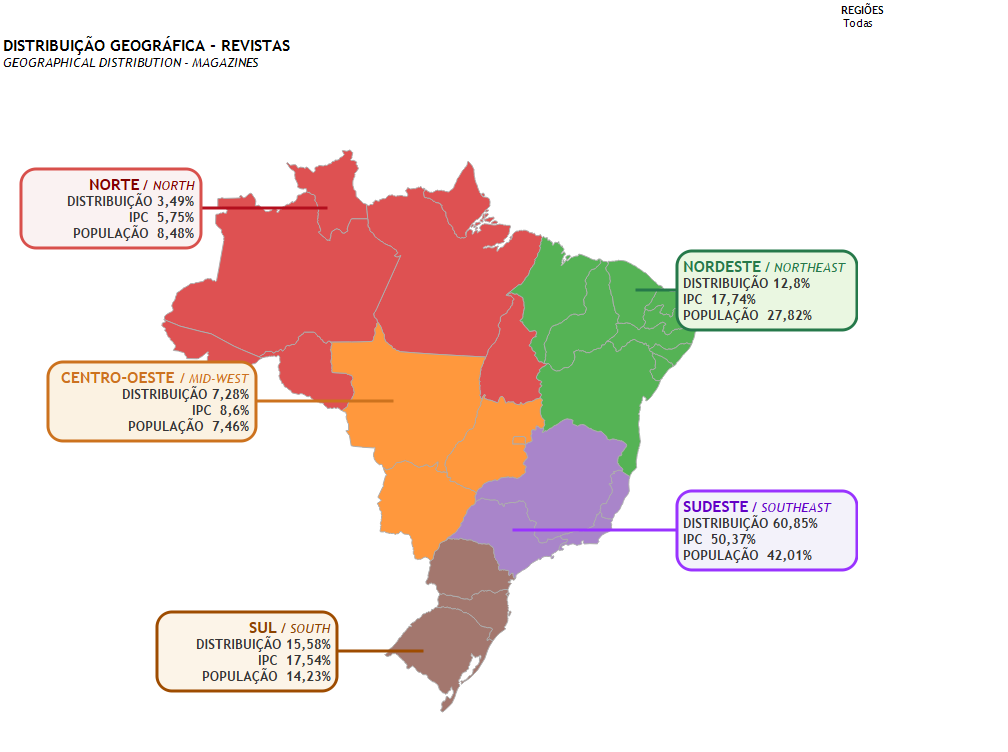 REGIÕES
Todas
DISTRIBUIÇÃO GEOGRÁFICA - REVISTAS
GEOGRAPHICAL DISTRIBUTION - MAGAZINES
NORTE / NORTH
DISTRIBUIÇÃO 3,49%
IPC 5,75%
POPULAÇÃO 8,48%
NORDESTE / NORTHEAST
DISTRIBUIÇÃO 12,8%
IPC 17,74%
POPULAÇÃO 27,82%
CENTRO-OESTE / MID-WEST
DISTRIBUIÇÃO 7,28%
IPC 8,6%
POPULAÇÃO 7,46%
SUDESTE / SOUTHEAST
DISTRIBUIÇÃO 60,85%
IPC 50,37%
POPULAÇÃO 42,01%
SUL / SOUTH
DISTRIBUIÇÃO 15,58%
IPC 17,54%
POPULAÇÃO 14,23%